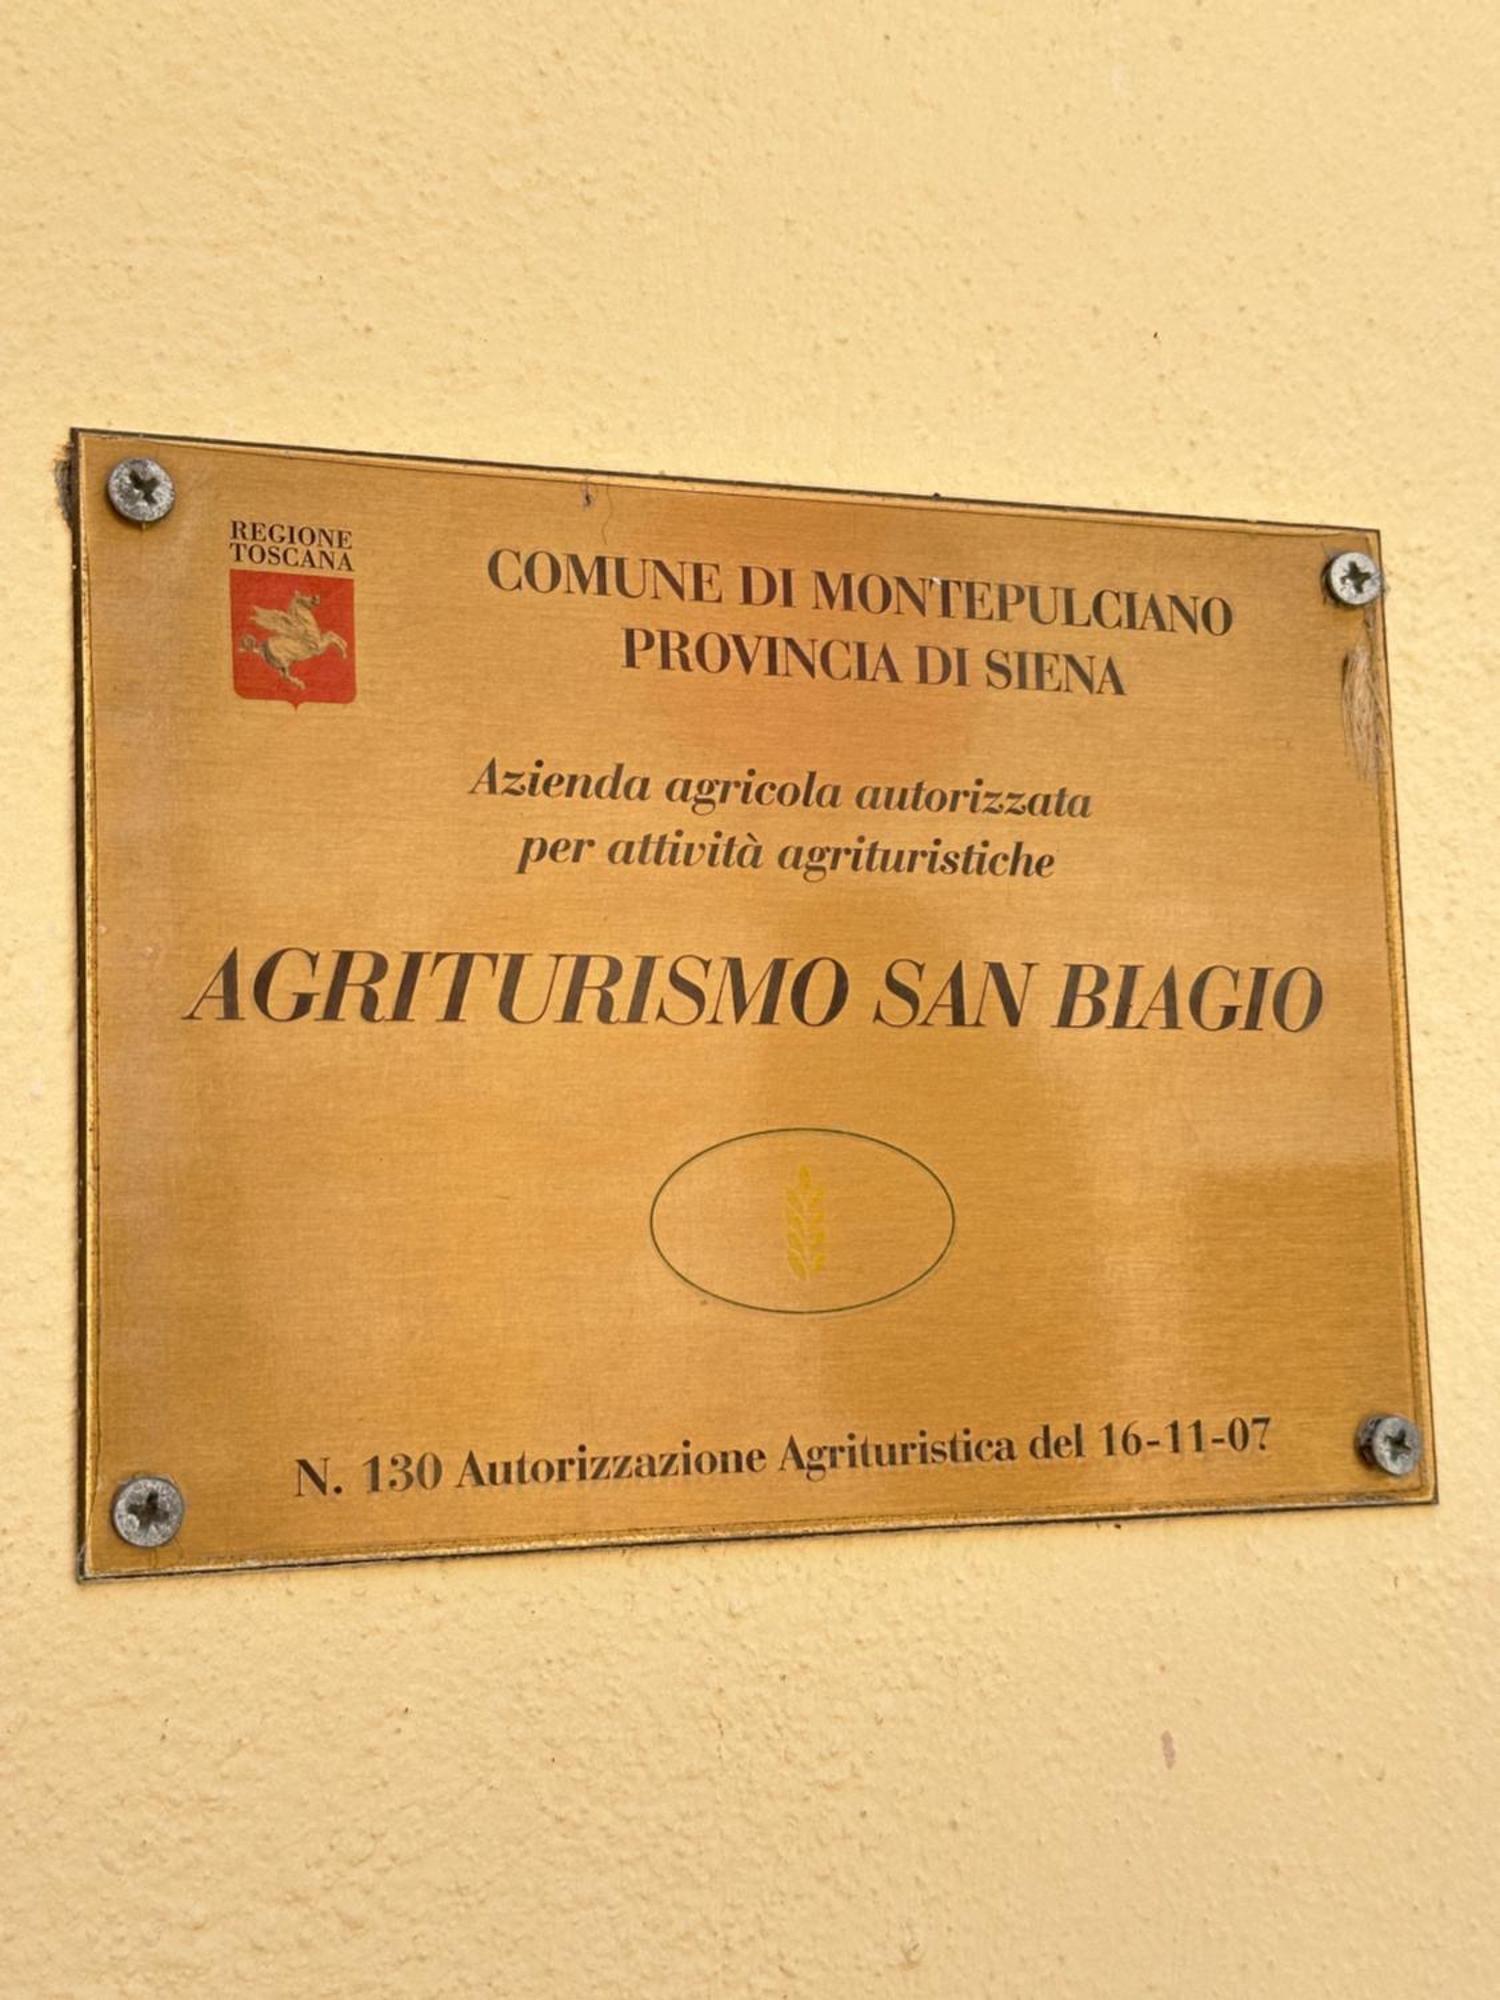 REGIONE
TOSCANA
COMUNE DI MONTEPULCIANO
PROVINCIA DI SIENA
Azienda agricola autorizzata
per attività agrituristiche
AGRITURISMO SAN BIAGIO
N. 130 Autorizzazione Agrituristica del 16-11-07